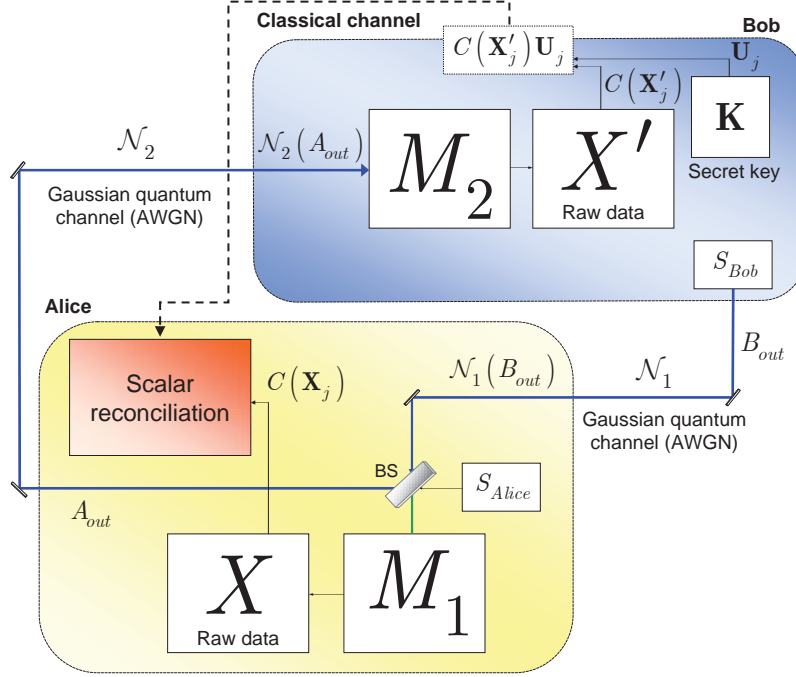 Classical channel
Bob
C(X′_j)U_j
U_j
C(X′_j)
K
Secret key
𝒩_2
𝒩_2(A_out)
M_2
X′
Raw data
Gaussian quantum
channel (AWGN)
S_Bob
B_out
Alice
Scalar
reconciliation
C(X_j)
𝒩_1(B_out)
𝒩_1
Gaussian quantum
channel (AWGN)
BS
S_Alice
A_out
X
Raw data
M_1